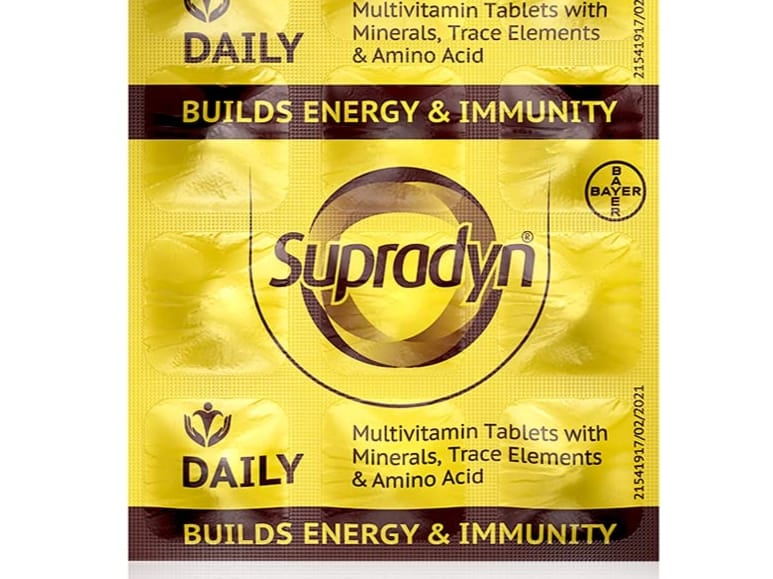 DAILY
Multivitamin Tablets with
Minerals, Trace Elements
& Amino Acid
21541917/02
BUILDS ENERGY & IMMUNITY
BAYER
BAYER
Supradyn®
DAILY
Multivitamin Tablets with
Minerals, Trace Elements
& Amino Acid
21541917/02/2021
BUILDS ENERGY & IMMUNITY